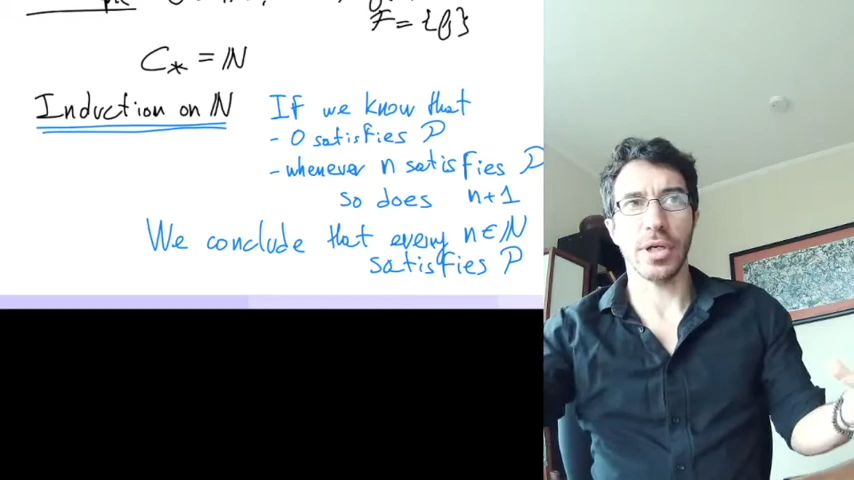 F = {f}
C* = ℕ
Induction on ℕ
If we know that
- 0 satisfies P
- whenever n satisfies P
so does n+1
We conclude that every n ∈ ℕ
satisfies P